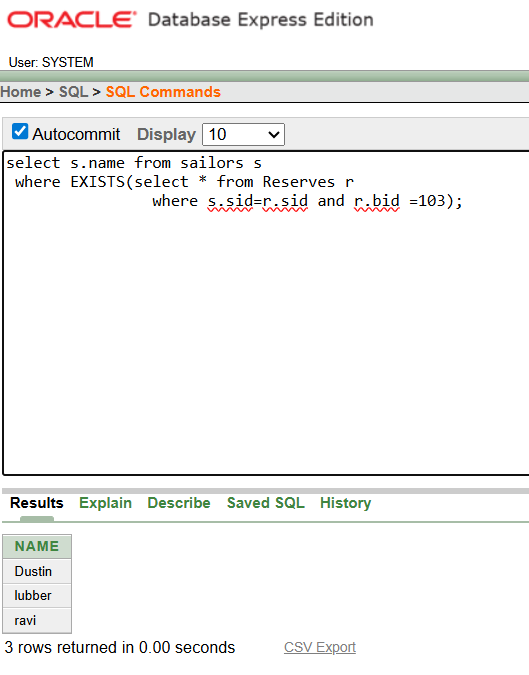 ORACLE Database Express Edition
User: SYSTEM
Home > SQL > SQL Commands
Autocommit Display 10
select s.name from sailors s
where EXISTS(select * from Reserves r
where s.sid=r.sid and r.bid =103);
Results Explain Describe Saved SQL History
NAME
Dustin
lubber
ravi
3 rows returned in 0.00 seconds CSV Export